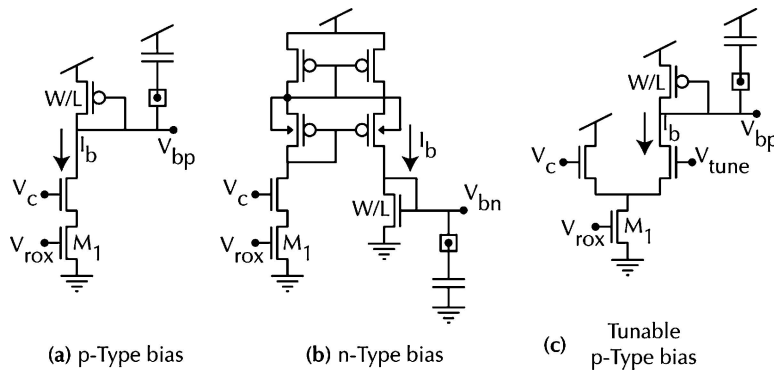 W/L
I_b
V_bp
V_c
V_rox
M_1
(a) p-Type bias
I_b
V_c
W/L
V_bn
V_rox
M_1
(b) n-Type bias
W/L
I_b
V_bp
V_c
V_tune
V_rox
M_1
(c) Tunable
p-Type bias